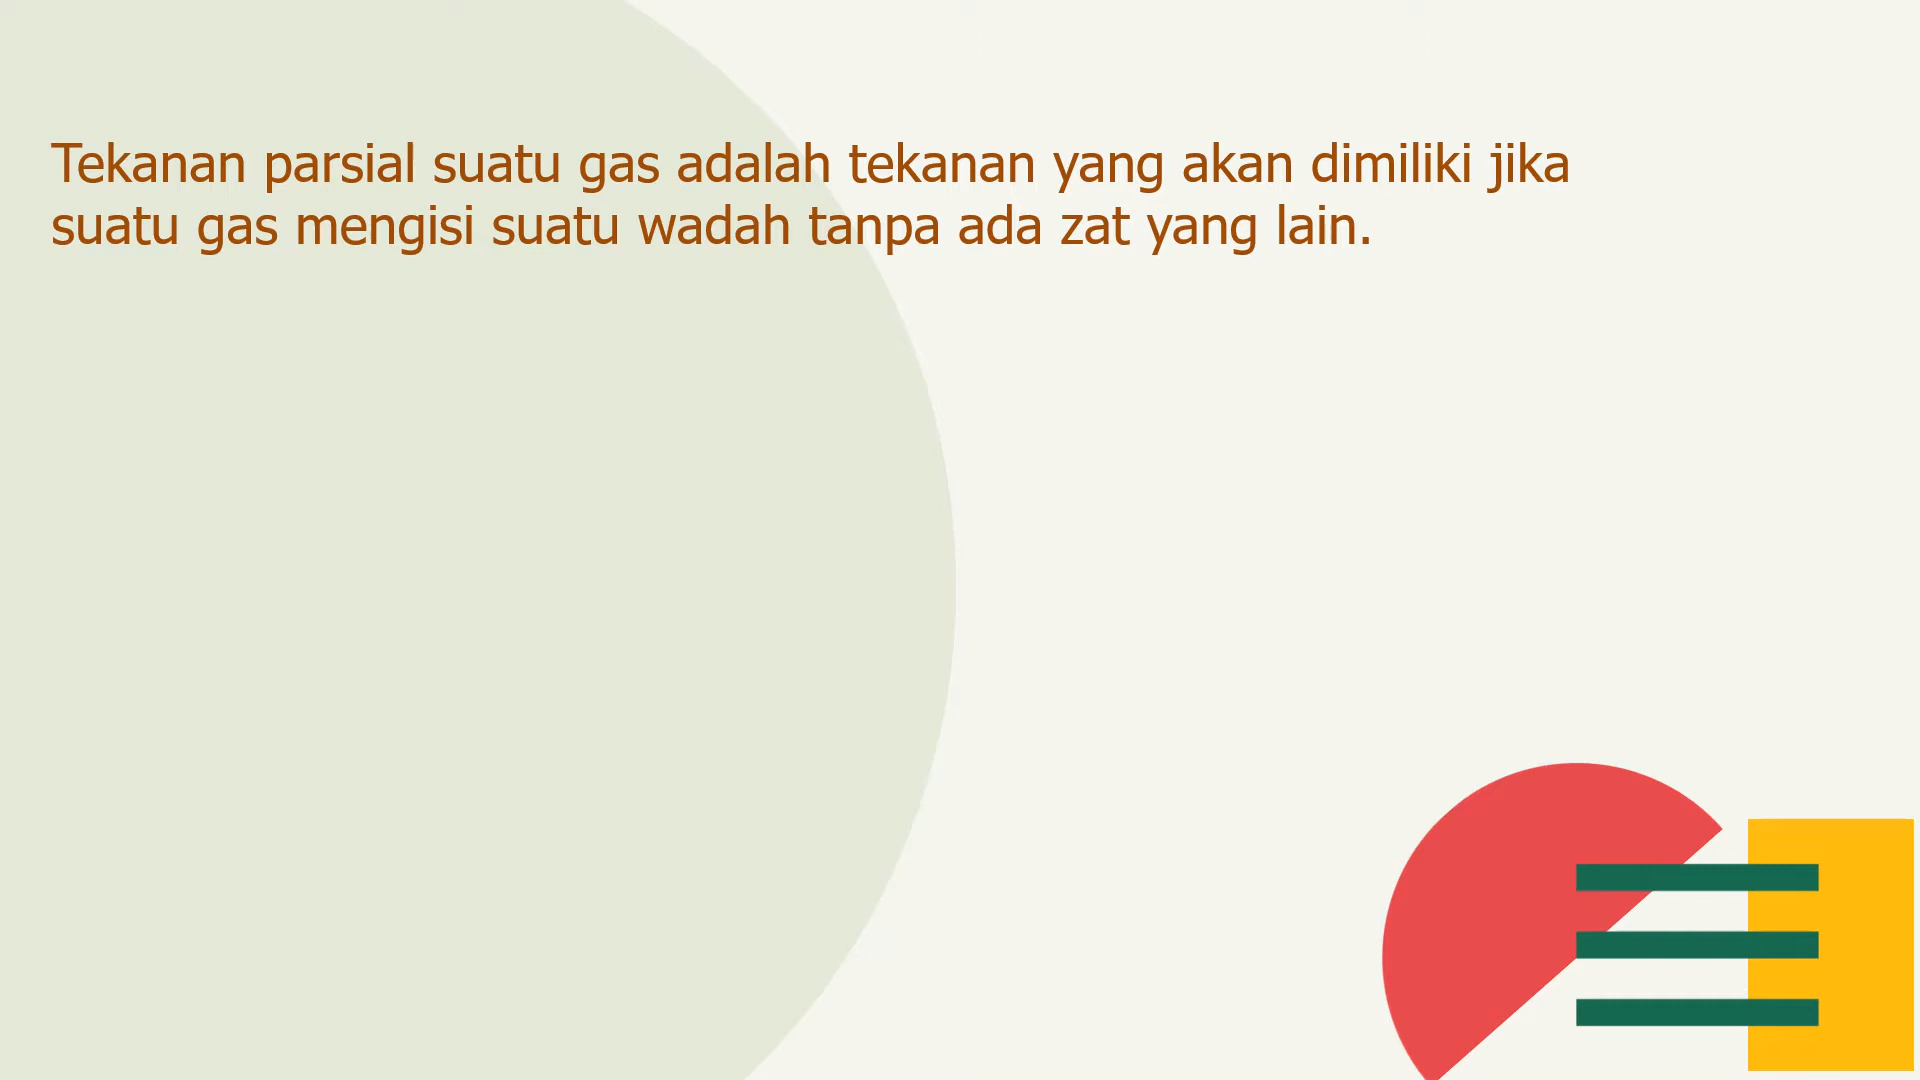 Tekanan parsial suatu gas adalah tekanan yang akan dimiliki jika
suatu gas mengisi suatu wadah tanpa ada zat yang lain.